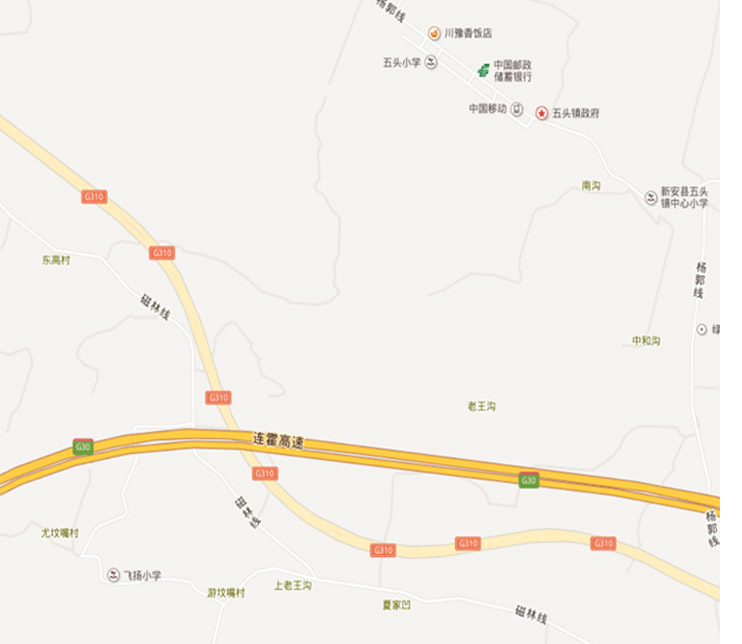 杨郭线
川豫香饭店
五头小学
中国邮政
储蓄银行
中国移动
五头镇政府
南沟
新安县五头
镇中心小学
G310
G310
东高村
杨郭线
磁林线
绿
中和沟
G310
老王沟
连霍高速
G30
G310
G30
磁林线
杨郭线
尤坟嘴村
G310
G310
G310
飞扬小学
上老王沟
游坟嘴村
夏家凹
磁林线